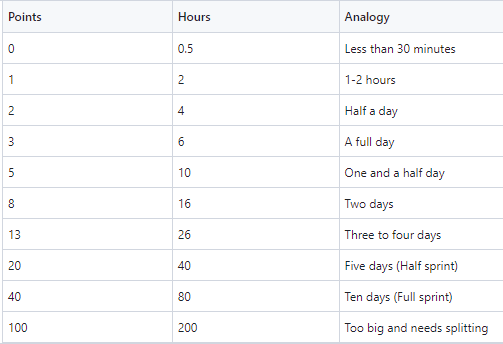 Points Hours Analogy
0 0.5 Less than 30 minutes
1 2 1-2 hours
2 4 Half a day
3 6 A full day
5 10 One and a half day
8 16 Two days
13 26 Three to four days
20 40 Five days (Half sprint)
40 80 Ten days (Full sprint)
100 200 Too big and needs splitting